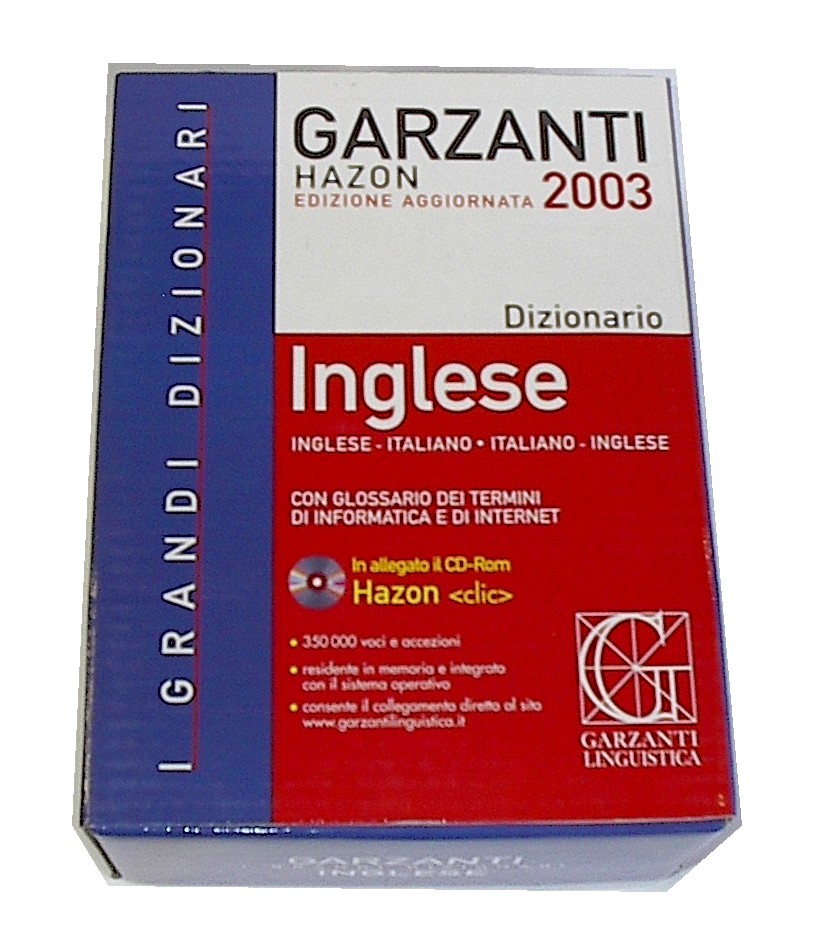 I GRANDI DIZIONARI
GARZANTI
HAZON
EDIZIONE AGGIORNATA 2003
Dizionario
Inglese
INGLESE - ITALIANO • ITALIANO - INGLESE
CON GLOSSARIO DEI TERMINI
DI INFORMATICA E DI INTERNET
In allegato il CD-Rom
Hazon <clic>
• 350 000 voci e accezioni
• residente in memoria e integrata
con il sistema operativo
• consente il collegamento diretto al sito
www.garzantilinguistica.it
G
GARZANTI
LINGUISTICA
GARZANTI
INGLESE